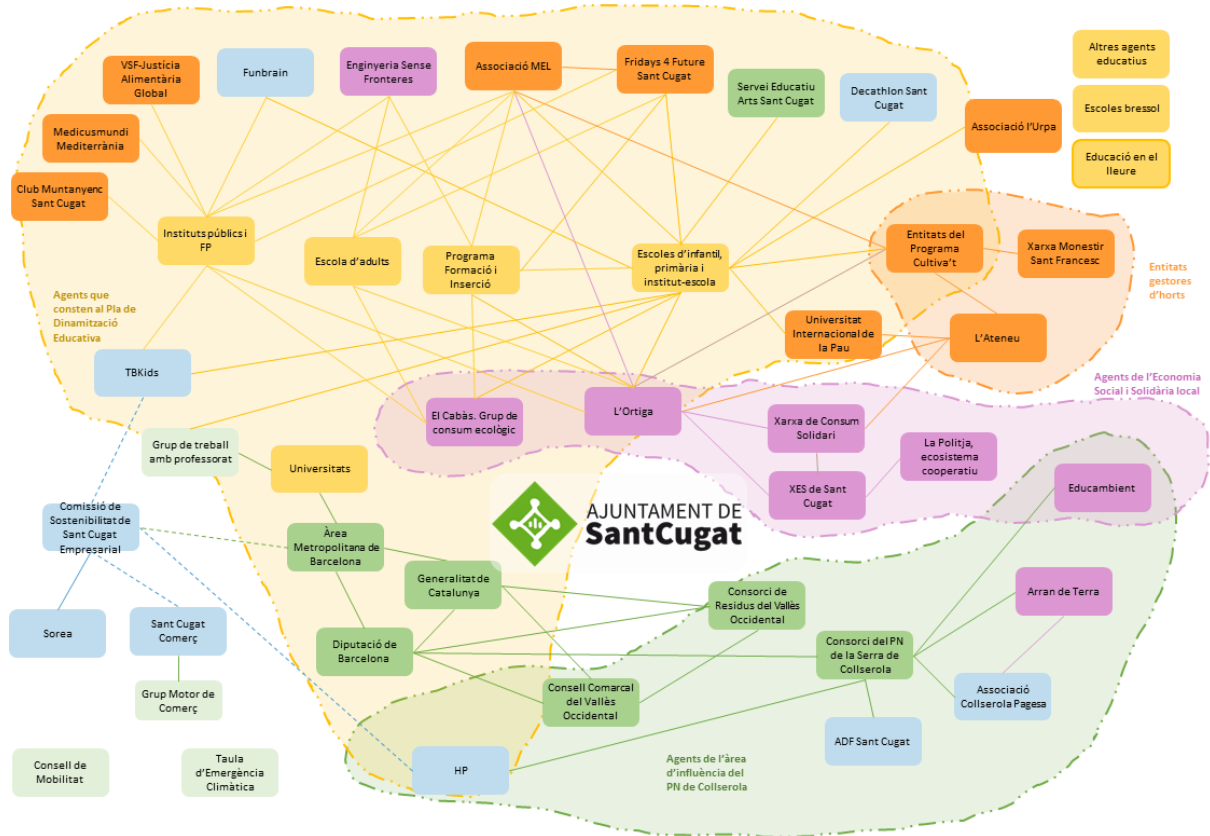 VSF-Justícia
Alimentària
Global
Funbrain
Enginyeria Sense
Fronteres
Associació MEL
Fridays 4 Future
Sant Cugat
Servei Educatiu
Arts Sant Cugat
Decathlon Sant
Cugat
Altres agents
educatius
Escoles bressol
Associació l'Urpa
Educació en el
lleure
Medicusmundi
Mediterrània
Club Muntanyenc
Sant Cugat
Instituts públics i
FP
Escola d'adults
Programa
Formació i
Inserció
Escoles d'infantil,
primària i
institut-escola
Entitats del
Programa
Cultiva't
Xarxa Monestir
Sant Francesc
Entitats
gestores
d'horts
Agents que
consten al Pla de
Dinamització
Educativa
Universitat
Internacional de
la Pau
L'Ateneu
TBKids
Agents de l'Economia
Social i Solidària local
El Cabàs. Grup de
consum ecològic
L'Ortiga
Xarxa de Consum
Solidari
La Politja,
ecosistema
cooperatiu
Grup de treball
amb professorat
Universitats
XES de Sant
Cugat
Educambient
AJUNTAMENT DE
SantCugat
Comissió de
Sostenibilitat de
Sant Cugat
Empresarial
Àrea
Metropolitana de
Barcelona
Generalitat de
Catalunya
Consorci de
Residus del Vallès
Occidental
Arran de Terra
Sorea
Sant Cugat
Comerç
Diputació de
Barcelona
Consorci del PN
de la Serra de
Collserola
Grup Motor de
Comerç
Consell Comarcal
del Vallès
Occidental
Associació
Collserola Pagesa
ADF Sant Cugat
Consell de
Mobilitat
Taula
d'Emergència
Climàtica
HP
Agents de l'àrea
d'influència del
PN de Collserola